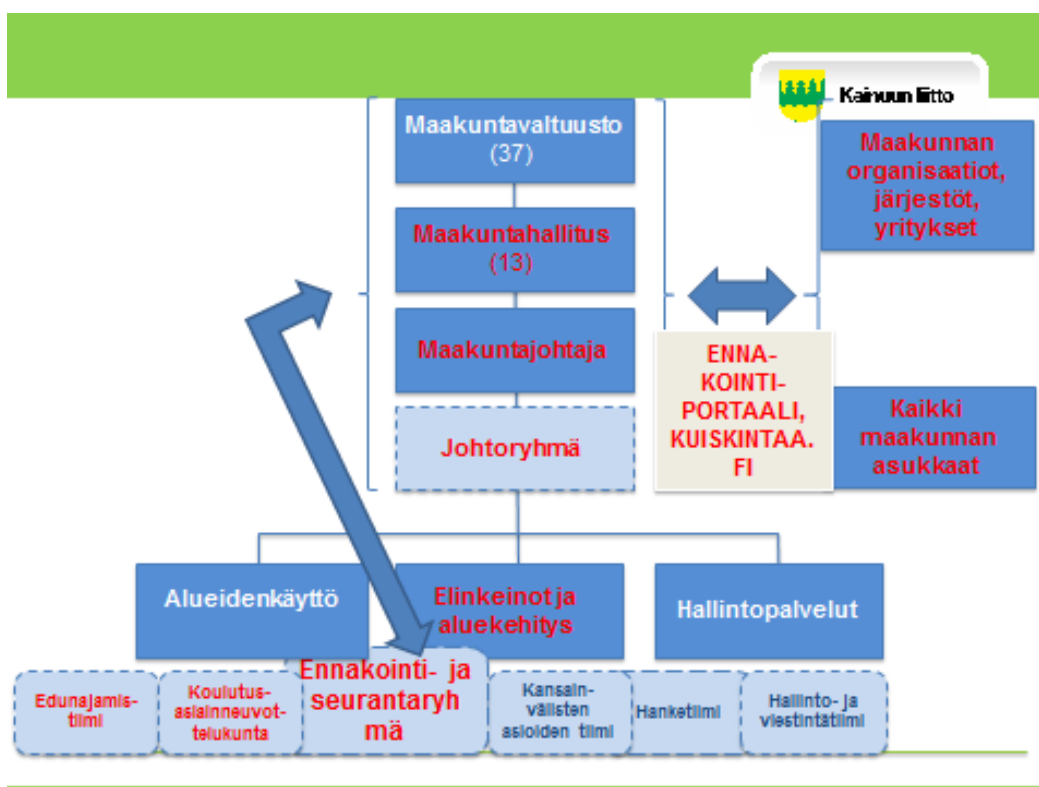 Kainuun liitto
Maakuntavaltuusto
(37)
Maakunnan
organisaatiot,
järjestöt,
yritykset
Maakuntahallitus
(13)
Maakuntajohtaja
ENNA-
KOINTI-
PORTAALI,
KUISKINTAA.
FI
Johtoryhmä
Kaikki
maakunnan
asukkaat
Alueidenkäyttö
Elinkeinot ja
aluekehitys
Hallintopalvelut
Edunajamis-
tiimi
Koulutus-
asiainneuvot-
telukunta
Ennakointi- ja
seurantaryh
mä
Kansain-
välisten
asioiden tiimi
Hanketiimi
Hallinto- ja
viestintätiimi